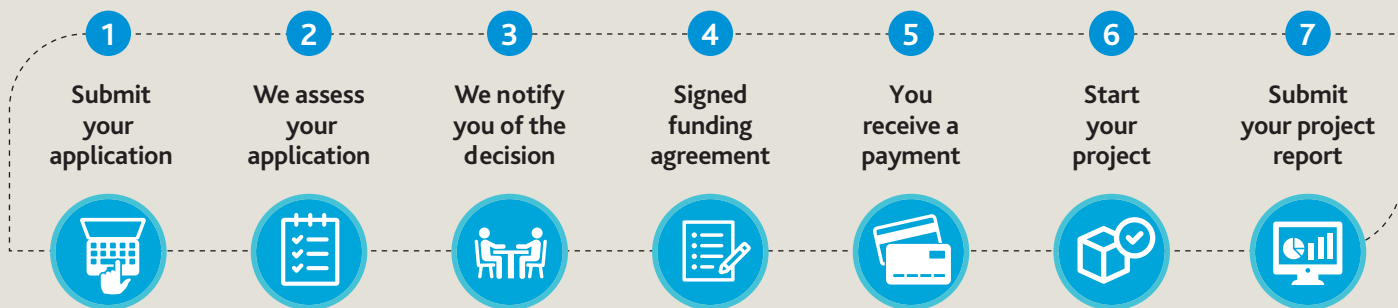 1
Submit
your
application
2
We assess
your
application
3
We notify
you of the
decision
4
Signed
funding
agreement
5
You
receive a
payment
6
Start
your
project
7
Submit
your project
report